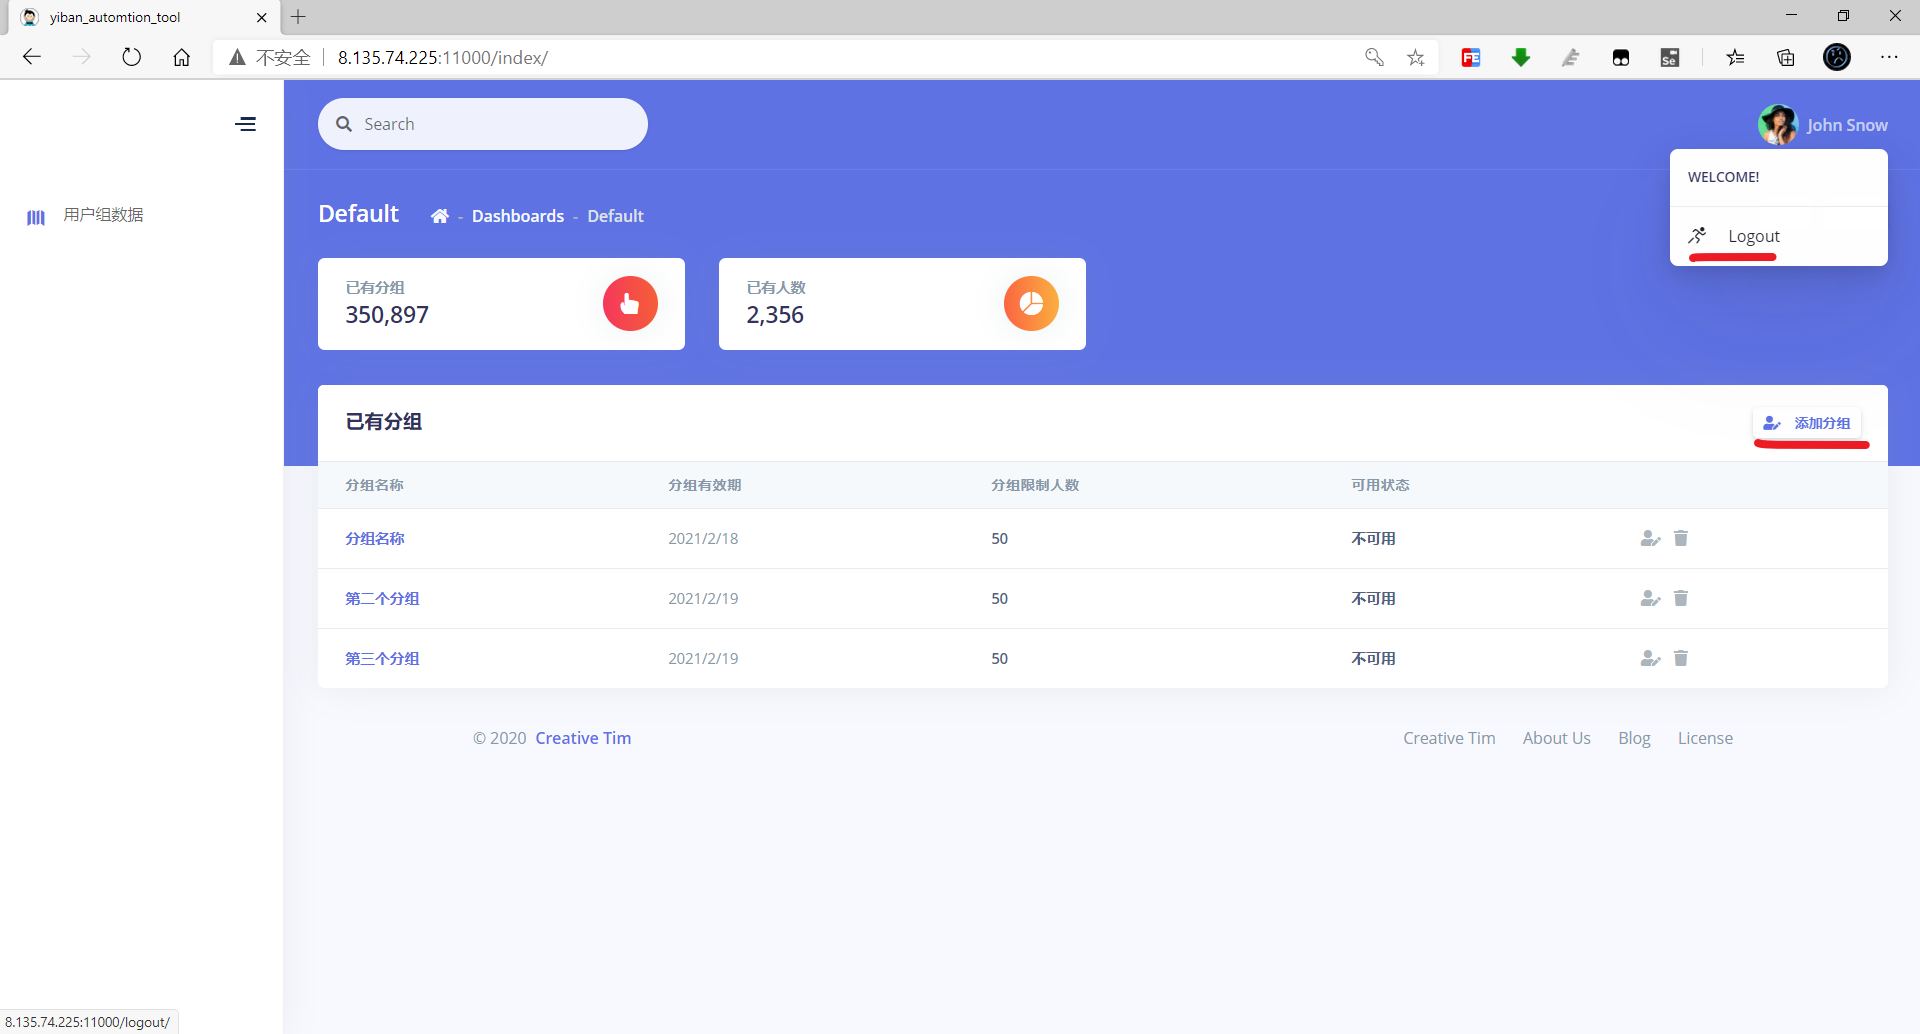 yiban_automtion_tool
不安全
8.135.74.225:11000/index/
Search
John Snow
WELCOME!
Logout
用户组数据
Default - Dashboards - Default
已有分组
350,897
已有人数
2,356
已有分组
添加分组
分组名称 分组有效期 分组限制人数 可用状态
分组名称 2021/2/18 50 不可用
第二个分组 2021/2/19 50 不可用
第三个分组 2021/2/19 50 不可用
© 2020 Creative Tim
Creative Tim About Us Blog License
8.135.74.225:11000/logout/